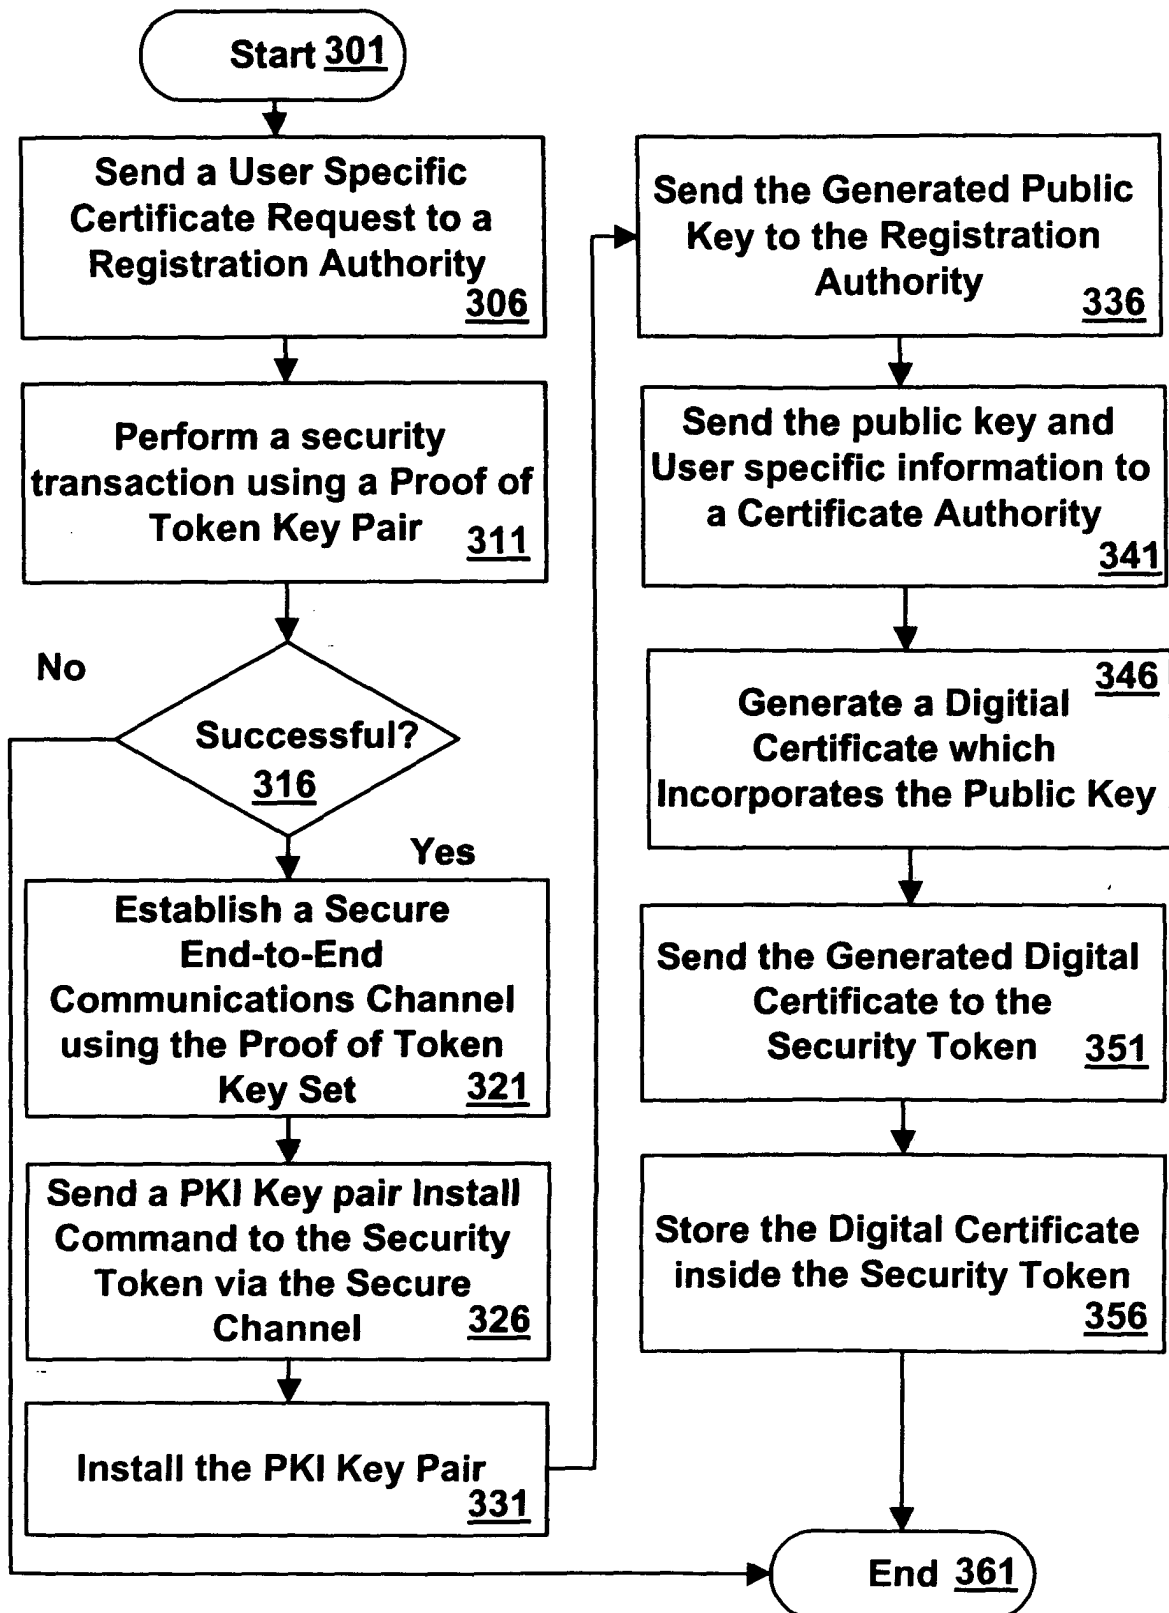 Start 301
Send a User Specific
Certificate Request to a
Registration Authority
306
Perform a security
transaction using a Proof of
Token Key Pair
311
No
Successful?
316
Yes
Establish a Secure
End-to-End
Communications Channel
using the Proof of Token
Key Set
321
Send a PKI Key pair Install
Command to the Security
Token via the Secure
Channel
326
Install the PKI Key Pair
331
Send the Generated Public
Key to the Registration
Authority
336
Send the public key and
User specific information to
a Certificate Authority
341
346
Generate a Digitial
Certificate which
Incorporates the Public Key
Send the Generated Digital
Certificate to the
Security Token
351
Store the Digital Certificate
inside the Security Token
356
End 361